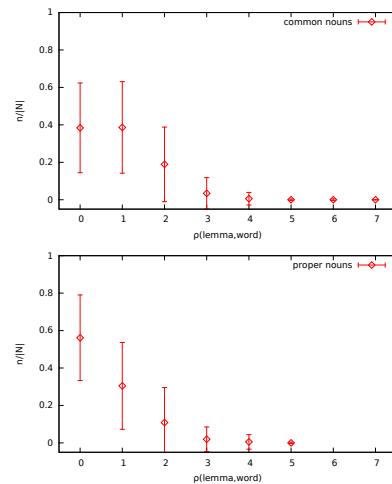 1
0.8
0.6
0.4
0.2
0
n/|N|
common nouns
0 1 2 3 4 5 6 7
ρ(lemma,word)
1
0.8
0.6
0.4
0.2
0
n/|N|
proper nouns
0 1 2 3 4 5 6 7
ρ(lemma,word)